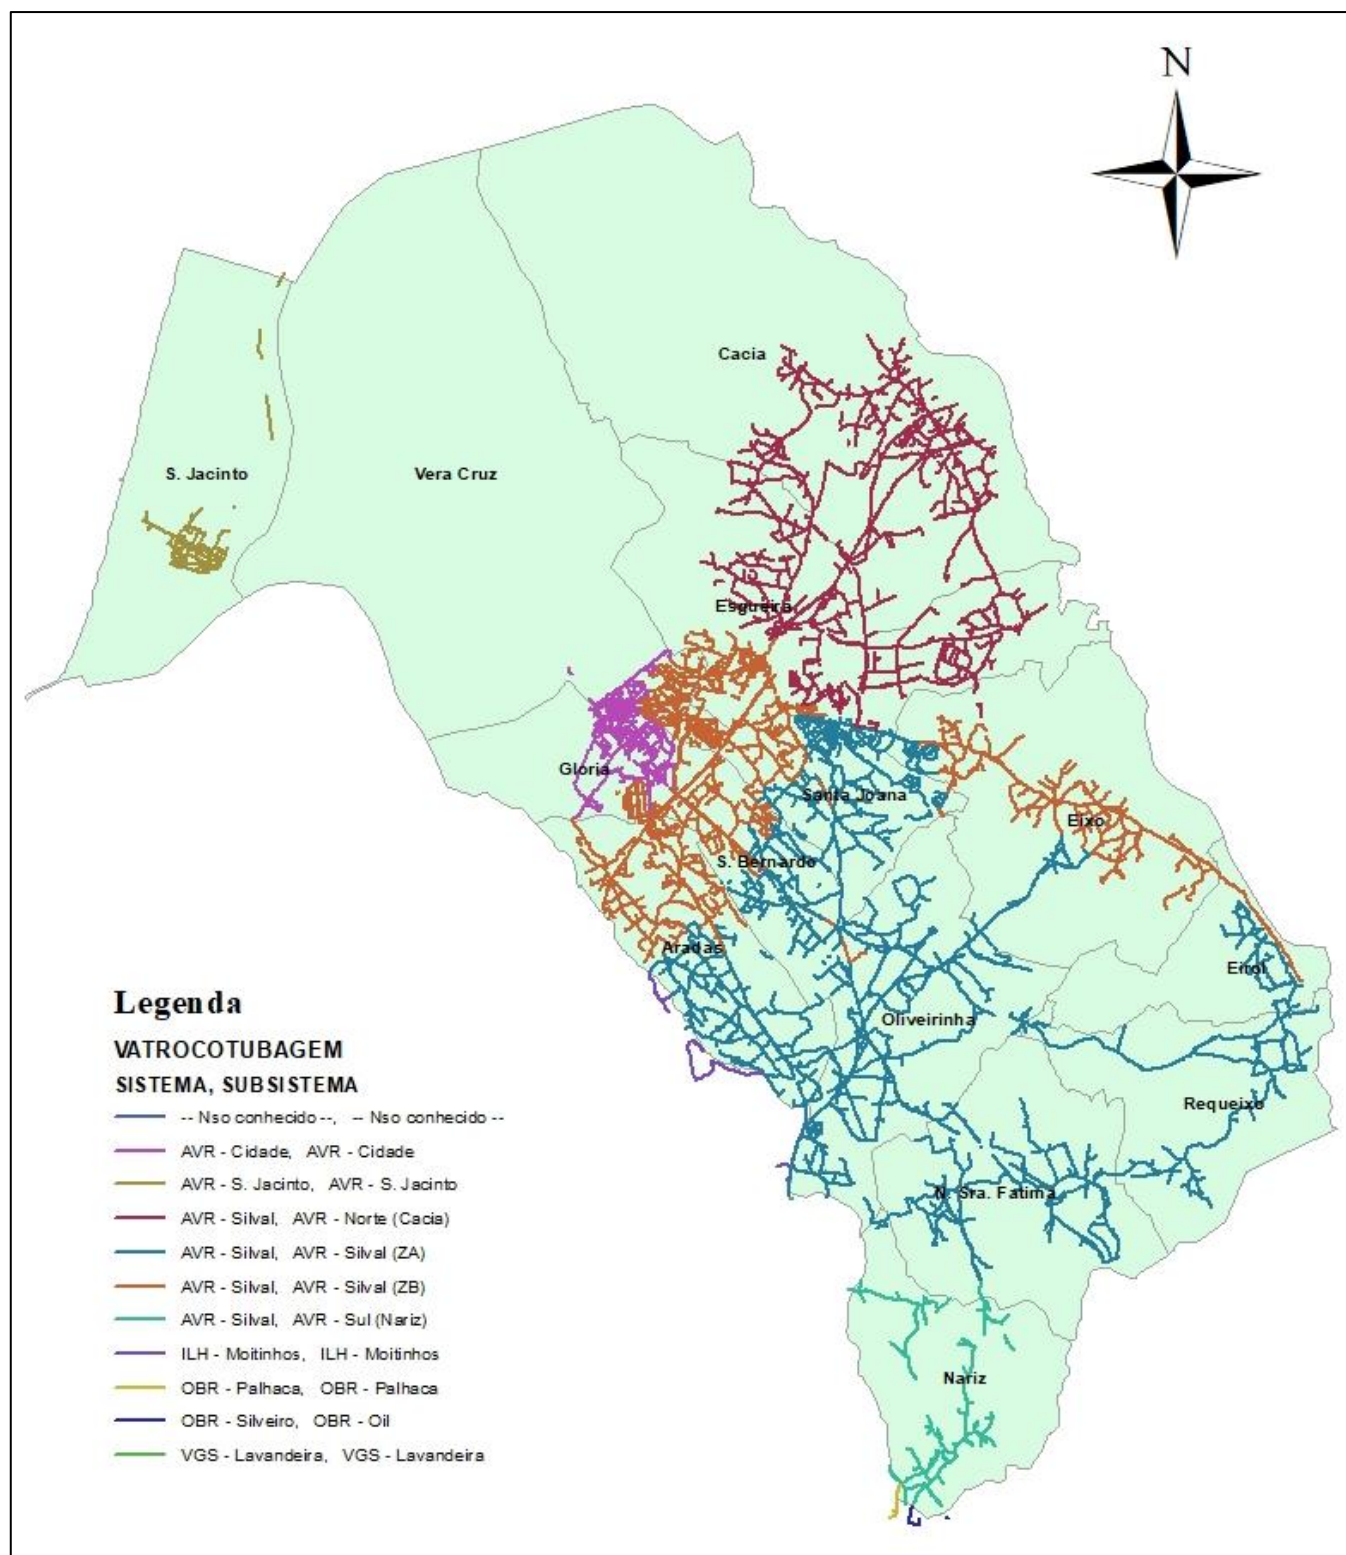 N
Cacia
S. Jacinto
Vera Cruz
Esgueira
Glória
Santa Joana
Eixo
S. Bernardo
Aradas
Eirol
Oliveirinha
Requeixo
N. Sra. Fatima
Nariz
Legenda
VATROCOTUBAGEM
SISTEMA, SUBSISTEMA
-- Nso conhecido --, -- Nso conhecido --
AVR - Cidade, AVR - Cidade
AVR - S. Jacinto, AVR - S. Jacinto
AVR - Silval, AVR - Norte (Cacia)
AVR - Silval, AVR - Silval (ZA)
AVR - Silval, AVR - Silval (ZB)
AVR - Silval, AVR - Sul (Nariz)
ILH - Moitinhos, ILH - Moitinhos
OBR - Palhaca, OBR - Palhaca
OBR - Silveiro, OBR - Oil
VGS - Lavandeira, VGS - Lavandeira